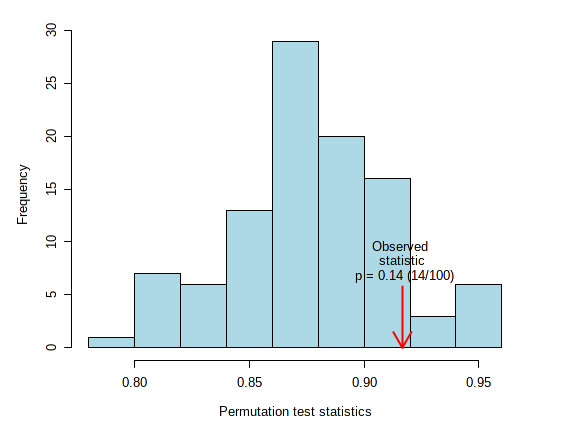 30
25
20
15
10
5
0
Frequency
Observed
statistic
p = 0.14 (14/100)
0.80 0.85 0.90 0.95
Permutation test statistics